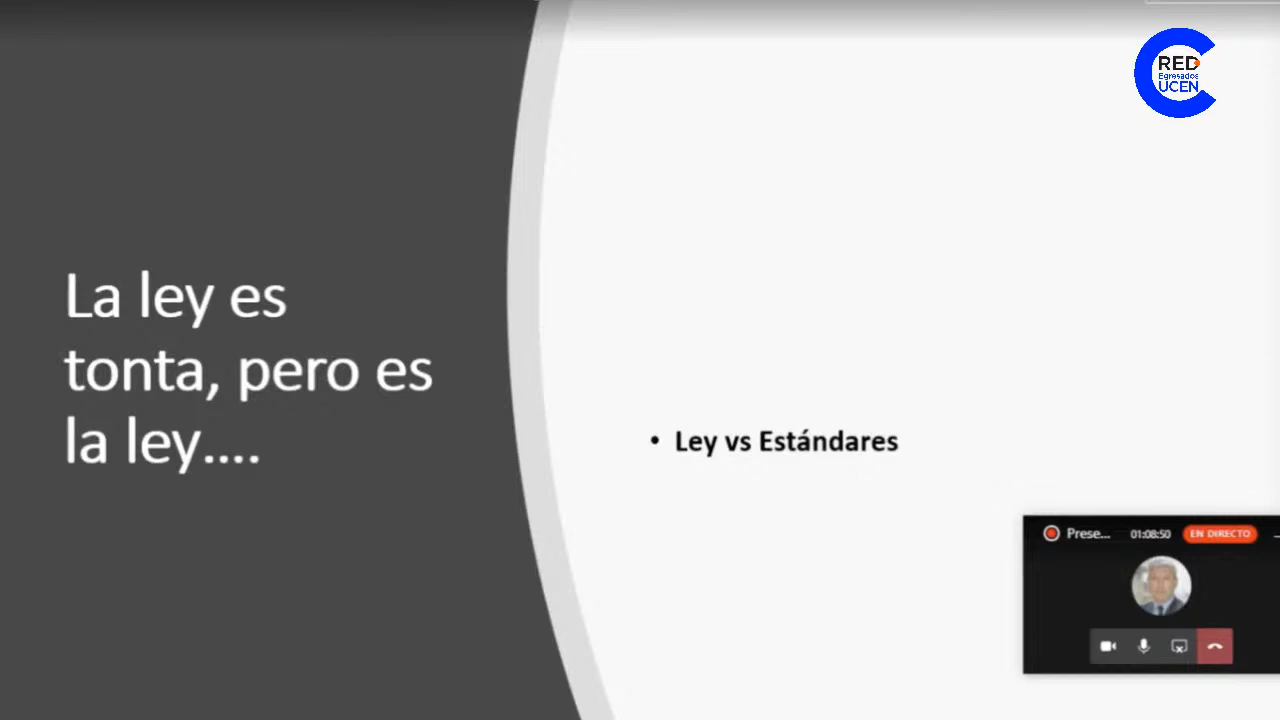 RED
Egresados
UCEN
La ley es
tonta, pero es
la ley....
• Ley vs Estándares
Prese... 01:08:50 EN DIRECTO